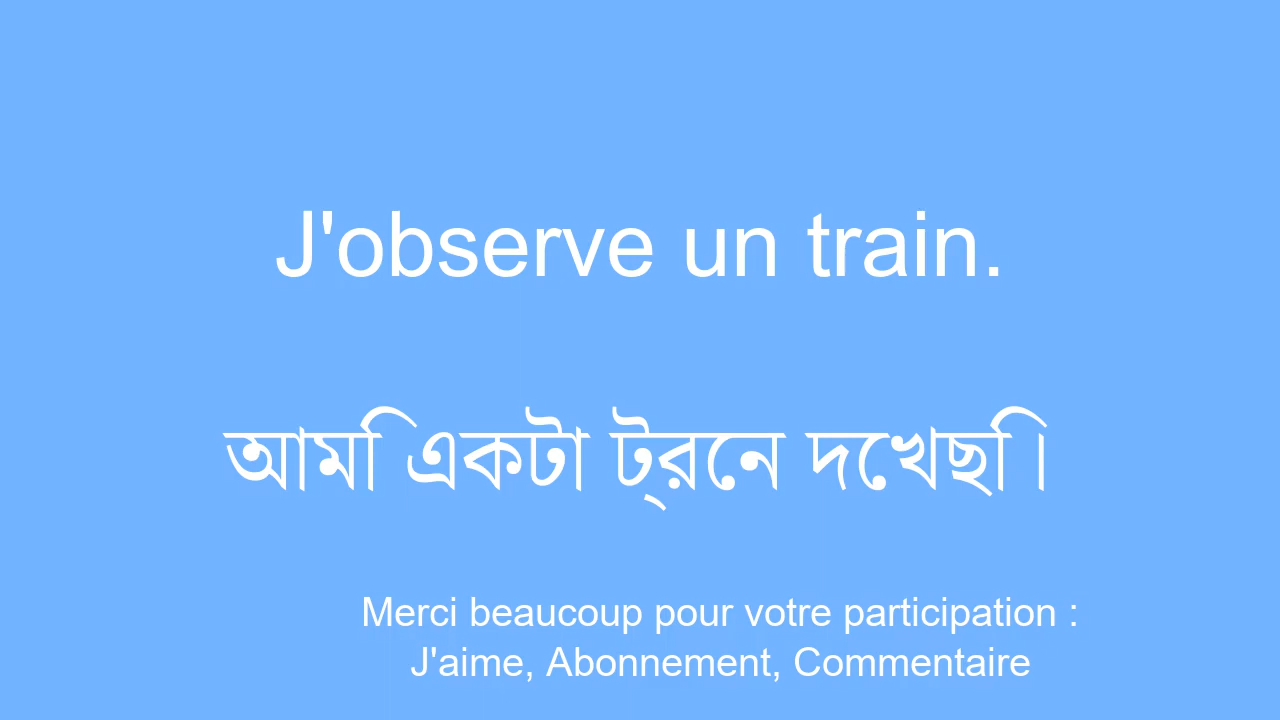 J'observe un train.
আমি একটা ট্রেন দেখছি।
Merci beaucoup pour votre participation :
J'aime, Abonnement, Commentaire